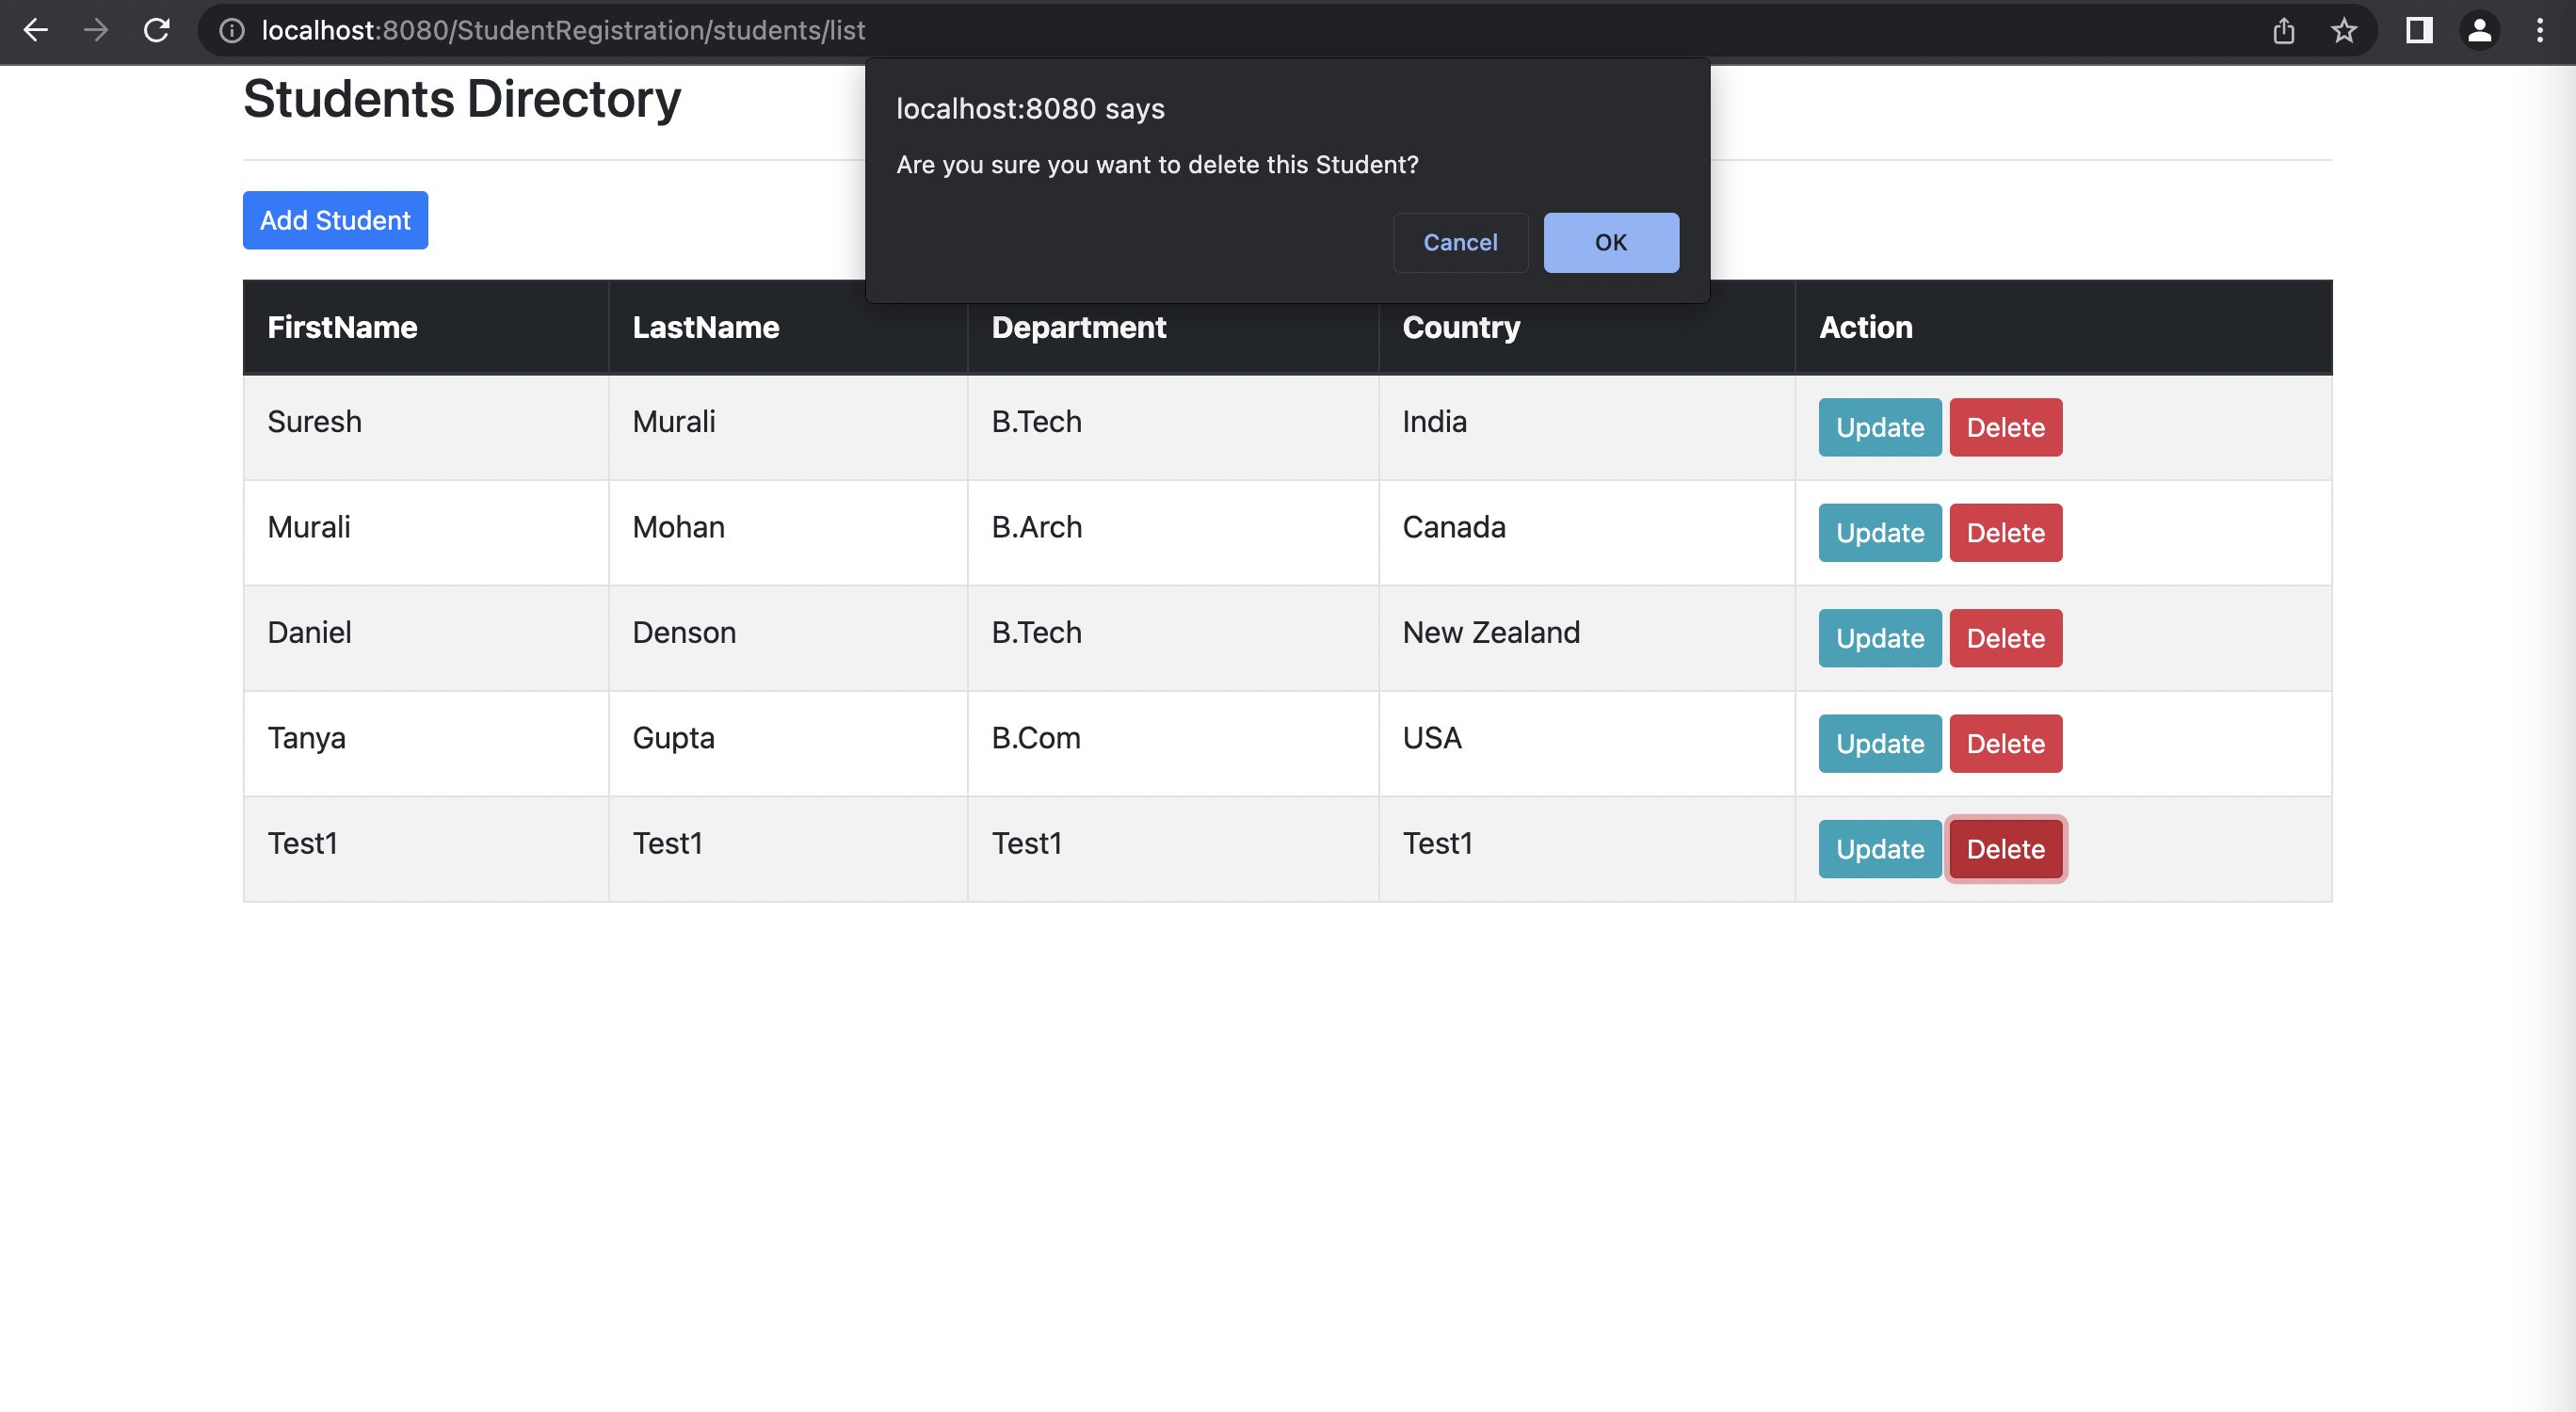 localhost:8080/StudentRegistration/students/list
Students Directory
localhost:8080 says
Are you sure you want to delete this Student?
Cancel OK
Add Student
FirstName LastName Department Country Action
Suresh Murali B.Tech India Update Delete
Murali Mohan B.Arch Canada Update Delete
Daniel Denson B.Tech New Zealand Update Delete
Tanya Gupta B.Com USA Update Delete
Test1 Test1 Test1 Test1 Update Delete